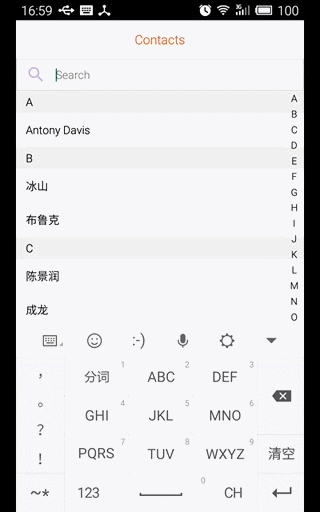 16:59 3G 100
Contacts
Search
A
Antony Davis
B
冰山
布鲁克
C
陈景润
成龙
A
B
C
D
E
F
G
H
I
J
K
L
M
N
O
:-)
， 分词 1 ABC 2 DEF 3
。 GHI 4 JKL 5 MNO 6
？ PQRS 7 TUV 8 WXYZ 9 清空
！
~* 123 0 CH